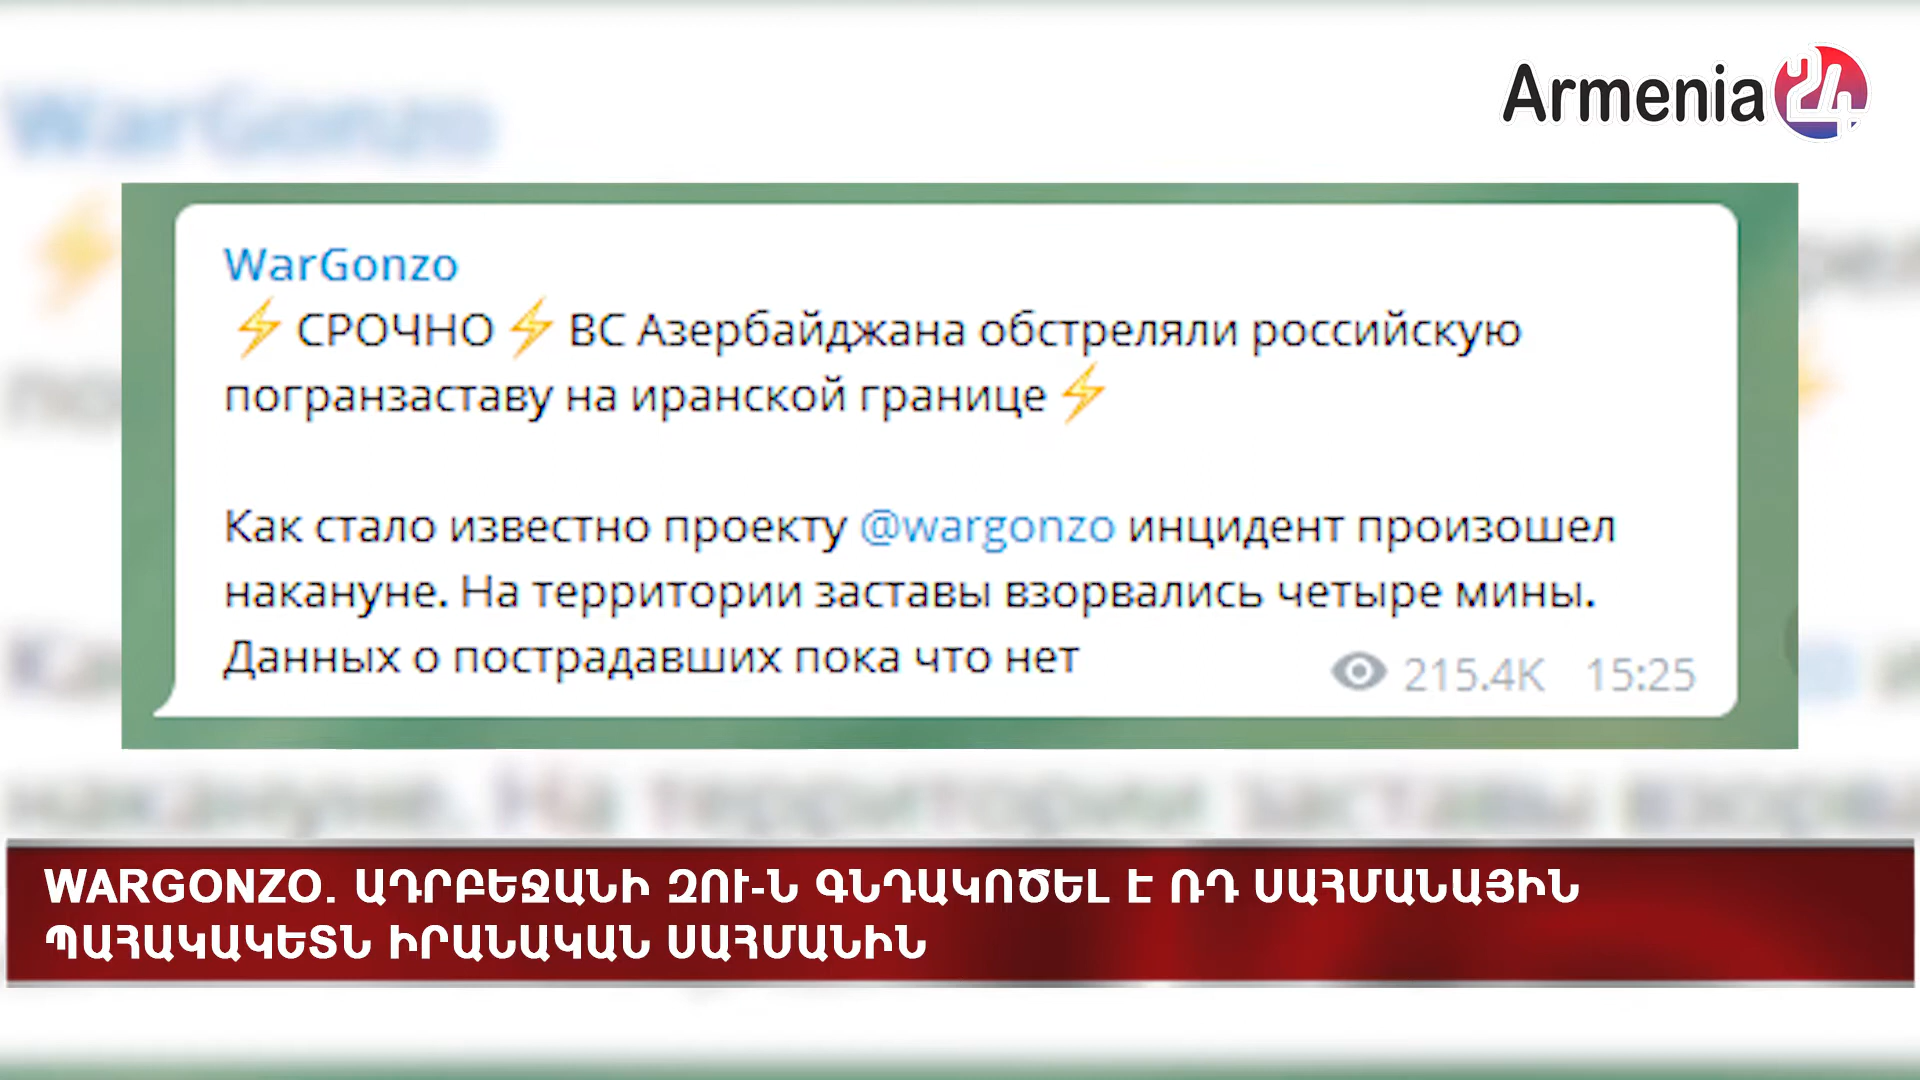 Armenia 24
WarGonzo
⚡ СРОЧНО ⚡ ВС Азербайджана обстреляли российскую
погранзаставу на иранской границе ⚡
Как стало известно проекту @wargonzo инцидент произошел
накануне. На территории заставы взорвались четыре мины.
Данных о пострадавших пока что нет
215.4K 15:25
WARGONZO. ԱԴՐԲԵՋԱՆԻ ԶՈՒ-Ն ԳՆԴԱԿՈԾԵԼ Է ՌԴ ՍԱՀՄԱՆԱՅԻՆ
ՊԱՀԱԿԱԿԵՏՆ ԻՐԱՆԱԿԱՆ ՍԱՀՄԱՆԻՆ